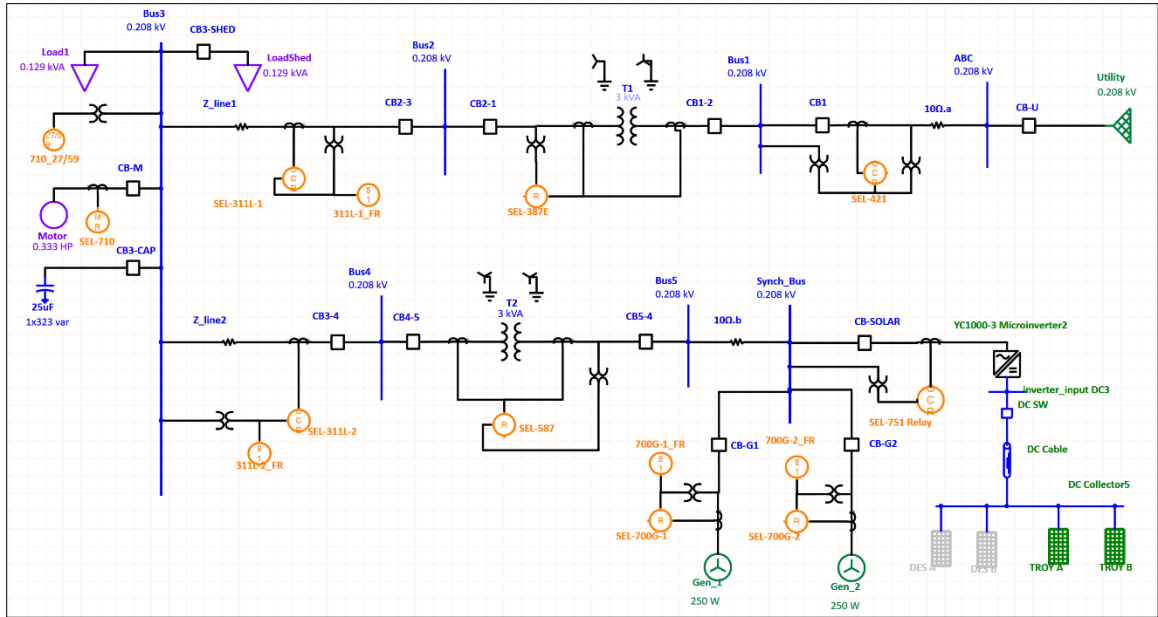 Bus3
0.208 kV
CB3-SHED
Load1
0.129 kVA
LoadShed
0.129 kVA
Bus2
0.208 kV
T1
3 kVA
Bus1
0.208 kV
ABC
0.208 kV
Utility
0.208 kV
Z_line1
CB2-3
CB2-1
CB1-2
CB1
10Ω.a
CB-U
710_27/59
CB-M
SEL-311L-1
81
311L-1_FR
R
SEL-387E
SEL-421
Motor
0.333 HP
MR
SEL-710
CB3-CAP
25uF
1x323 var
Bus4
0.208 kV
T2
3 kVA
Bus5
0.208 kV
Synch_Bus
0.208 kV
Z_line2
CB3-4
CB4-5
CB5-4
10Ω.b
CB-SOLAR
YC1000-3 Microinverter2
inverter_input DC3
DC SW
SEL-311L-2
81
311L-2_FR
R
SEL-587
SEL-751 Relay
700G-1_FR
81
CB-G1
700G-2_FR
81
CB-G2
DC Cable
R
SEL-700G-1
R
SEL-700G-2
DC Collector5
Gen_1
250 W
Gen_2
250 W
DES A
DES B
TROY A
TROY B